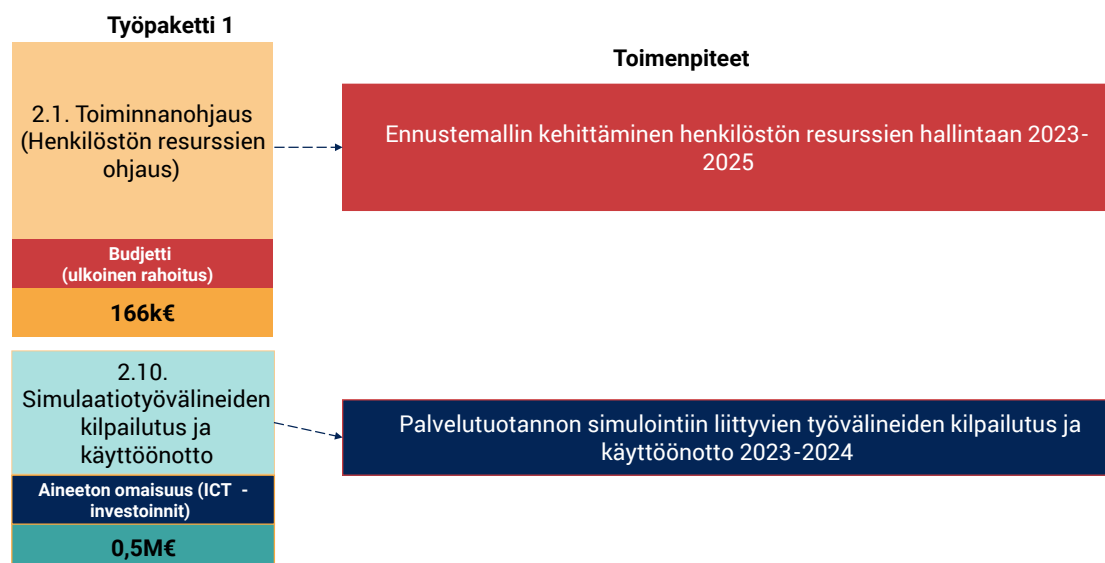 Työpaketti 1
Toimenpiteet
2.1. Toiminnanohjaus
(Henkilöstön resurssien
ohjaus)
Ennustemallin kehittäminen henkilöstön resurssien hallintaan 2023-
2025
Budjetti
(ulkoinen rahoitus)
166k€
2.10.
Simulaatiotyövälineiden
kilpailutus ja
käyttöönotto
Palvelutuotannon simulointiin liittyvien työvälineiden kilpailutus ja
käyttöönotto 2023-2024
Aineeton omaisuus (ICT -
investoinnit)
0,5M€